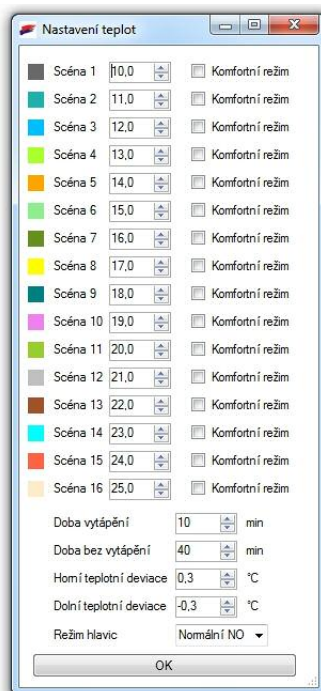 Nastavení teplot
Scéna 1 10,0 Komfortní režim
Scéna 2 11,0 Komfortní režim
Scéna 3 12,0 Komfortní režim
Scéna 4 13,0 Komfortní režim
Scéna 5 14,0 Komfortní režim
Scéna 6 15,0 Komfortní režim
Scéna 7 16,0 Komfortní režim
Scéna 8 17,0 Komfortní režim
Scéna 9 18,0 Komfortní režim
Scéna 10 19,0 Komfortní režim
Scéna 11 20,0 Komfortní režim
Scéna 12 21,0 Komfortní režim
Scéna 13 22,0 Komfortní režim
Scéna 14 23,0 Komfortní režim
Scéna 15 24,0 Komfortní režim
Scéna 16 25,0 Komfortní režim
Doba vytápění 10 min
Doba bez vytápění 40 min
Horní teplotní deviace 0,3 °C
Dolní teplotní deviace -0,3 °C
Režim hlavic Normální NO
OK